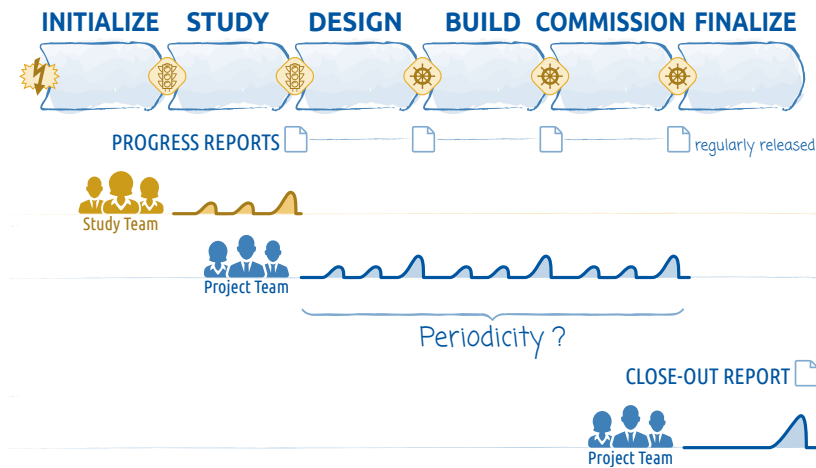 INITIALIZE STUDY DESIGN BUILD COMMISSION FINALIZE
PROGRESS REPORTS regularly released
Study Team
Project Team
Periodicity ?
CLOSE-OUT REPORT
Project Team